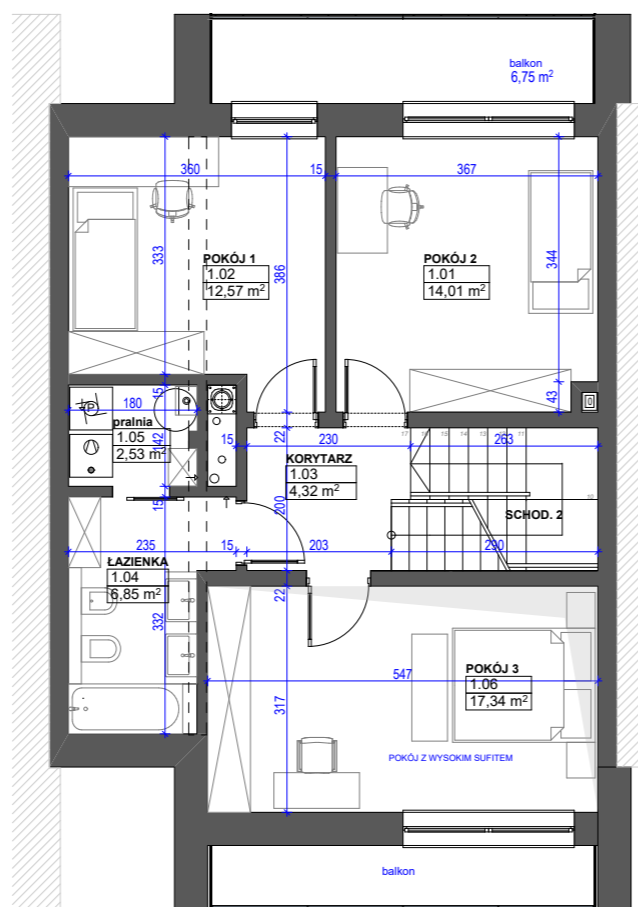 balkon
6,75 m²
360
15
367
333
386
344
POKÓJ 1
1.02
12,57 m²
POKÓJ 2
1.01
14,01 m²
43
15
180
P
pralnia
1.05
2,53 m²
142
15
15
22
230
263
KORYTARZ
1.03
4,32 m²
200
SCHOD. 2
235
15
203
290
ŁAZIENKA
1.04
6,85 m²
332
22
547
317
POKÓJ 3
1.06
17,34 m²
POKÓJ Z WYSOKIM SUFITEM
balkon